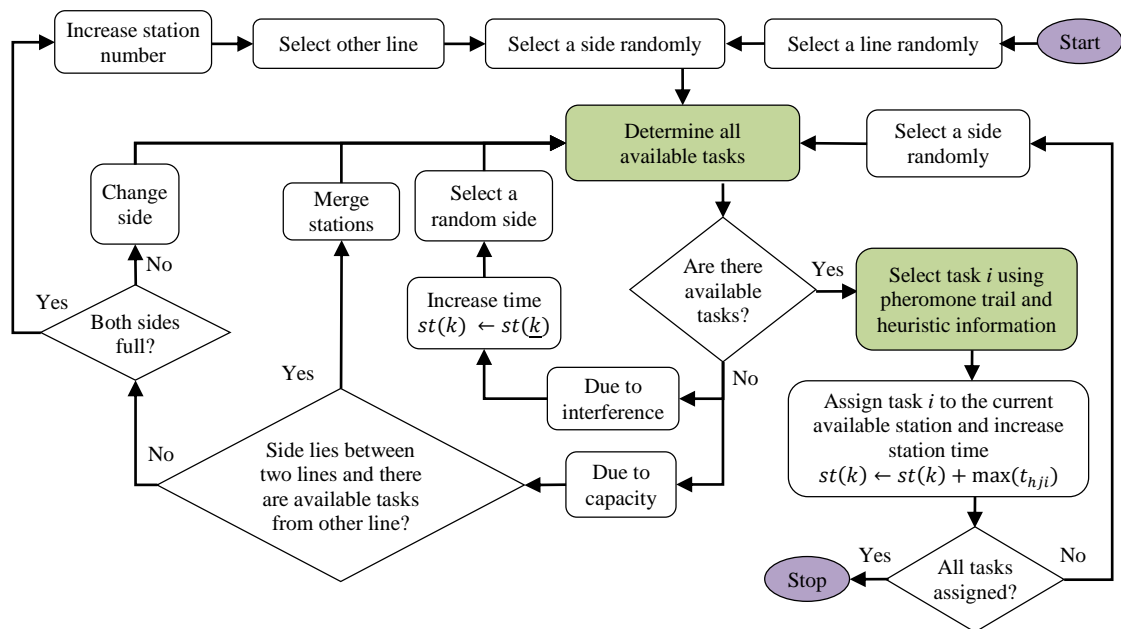 Increase station
number
Select other line
Select a side randomly
Select a line randomly
Start
Determine all
available tasks
Select a side
randomly
Change
side
Merge
stations
Select a
random side
No
Yes
Both sides
full?
Increase time
st(k) ← st(k̲)
Are there
available
tasks?
Yes
Select task i using
pheromone trail and
heuristic information
No
Due to
interference
Yes
No
Side lies between
two lines and there
are available tasks
from other line?
Due to
capacity
Assign task i to the current
available station and increase
station time
st(k) ← st(k) + max(t_{hji})
Yes
No
Stop
All tasks
assigned?